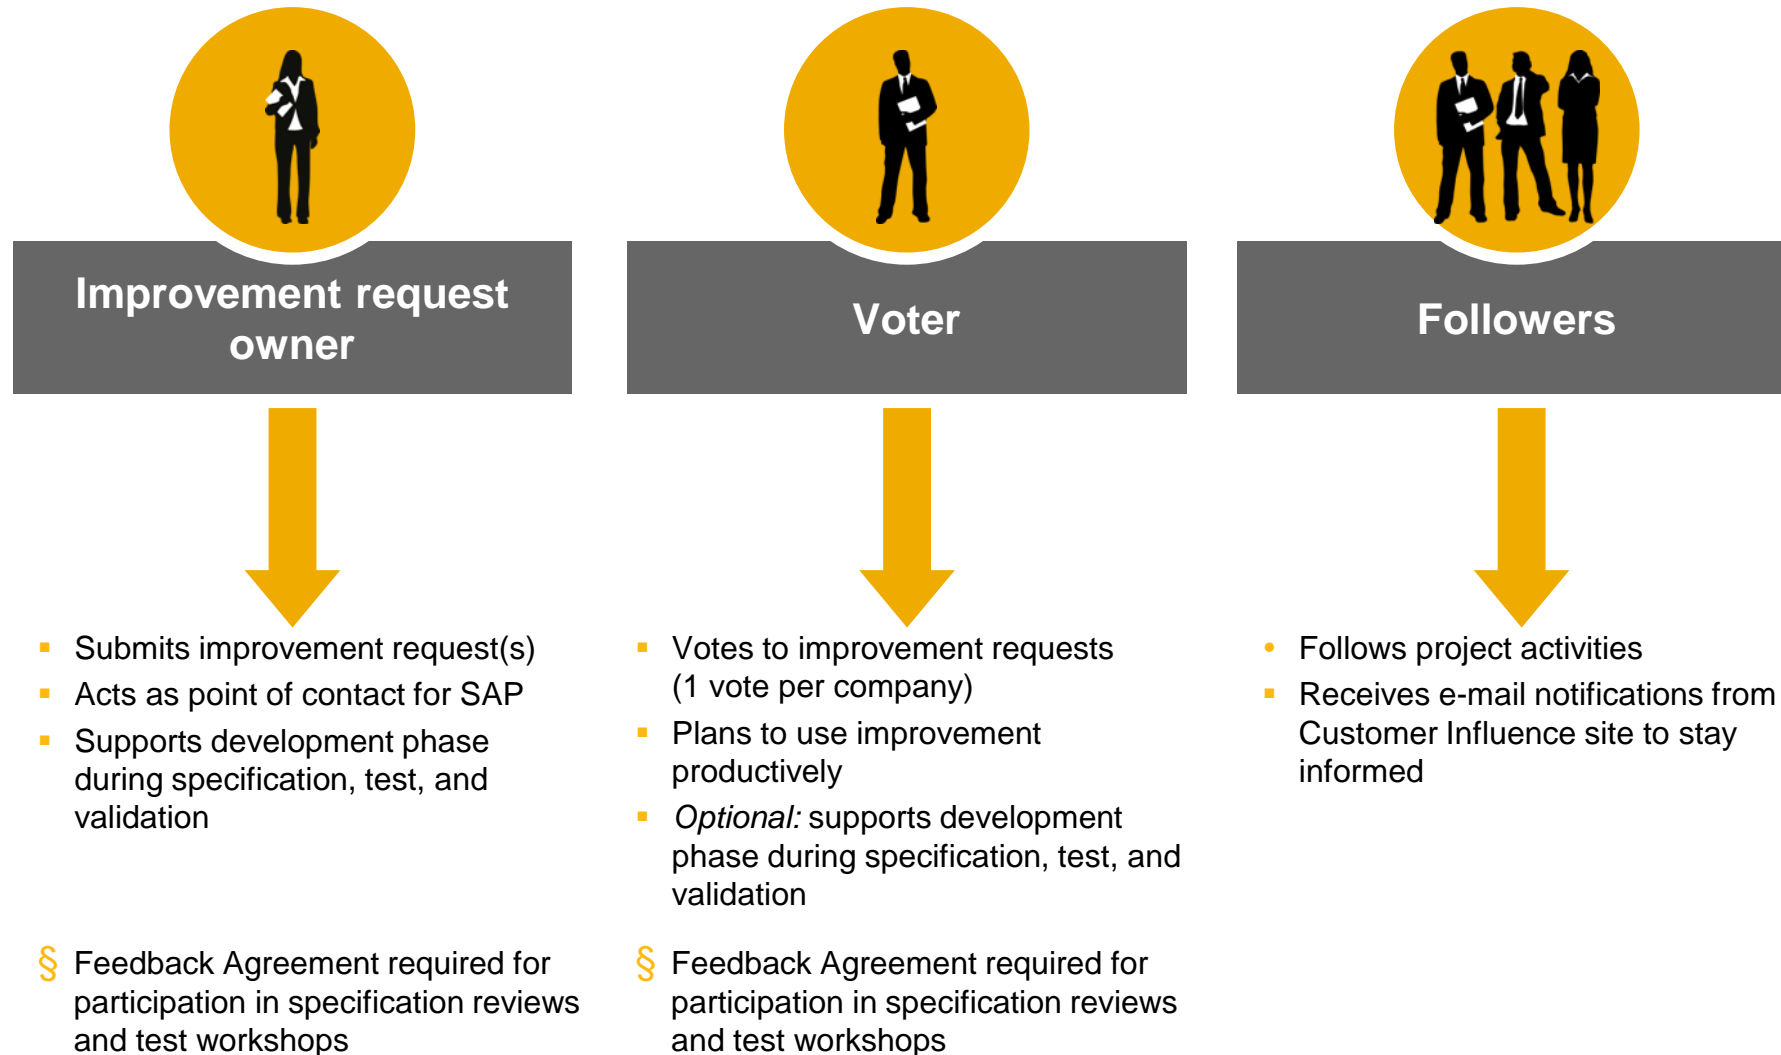 Improvement request
owner
Submits improvement request(s)
Acts as point of contact for SAP
Supports development phase
during specification, test, and
validation
§ Feedback Agreement required for
participation in specification reviews
and test workshops
Voter
Votes to improvement requests
(1 vote per company)
Plans to use improvement
productively
Optional: supports development
phase during specification, test, and
validation
§ Feedback Agreement required for
participation in specification reviews
and test workshops
Followers
Follows project activities
Receives e-mail notifications from
Customer Influence site to stay
informed